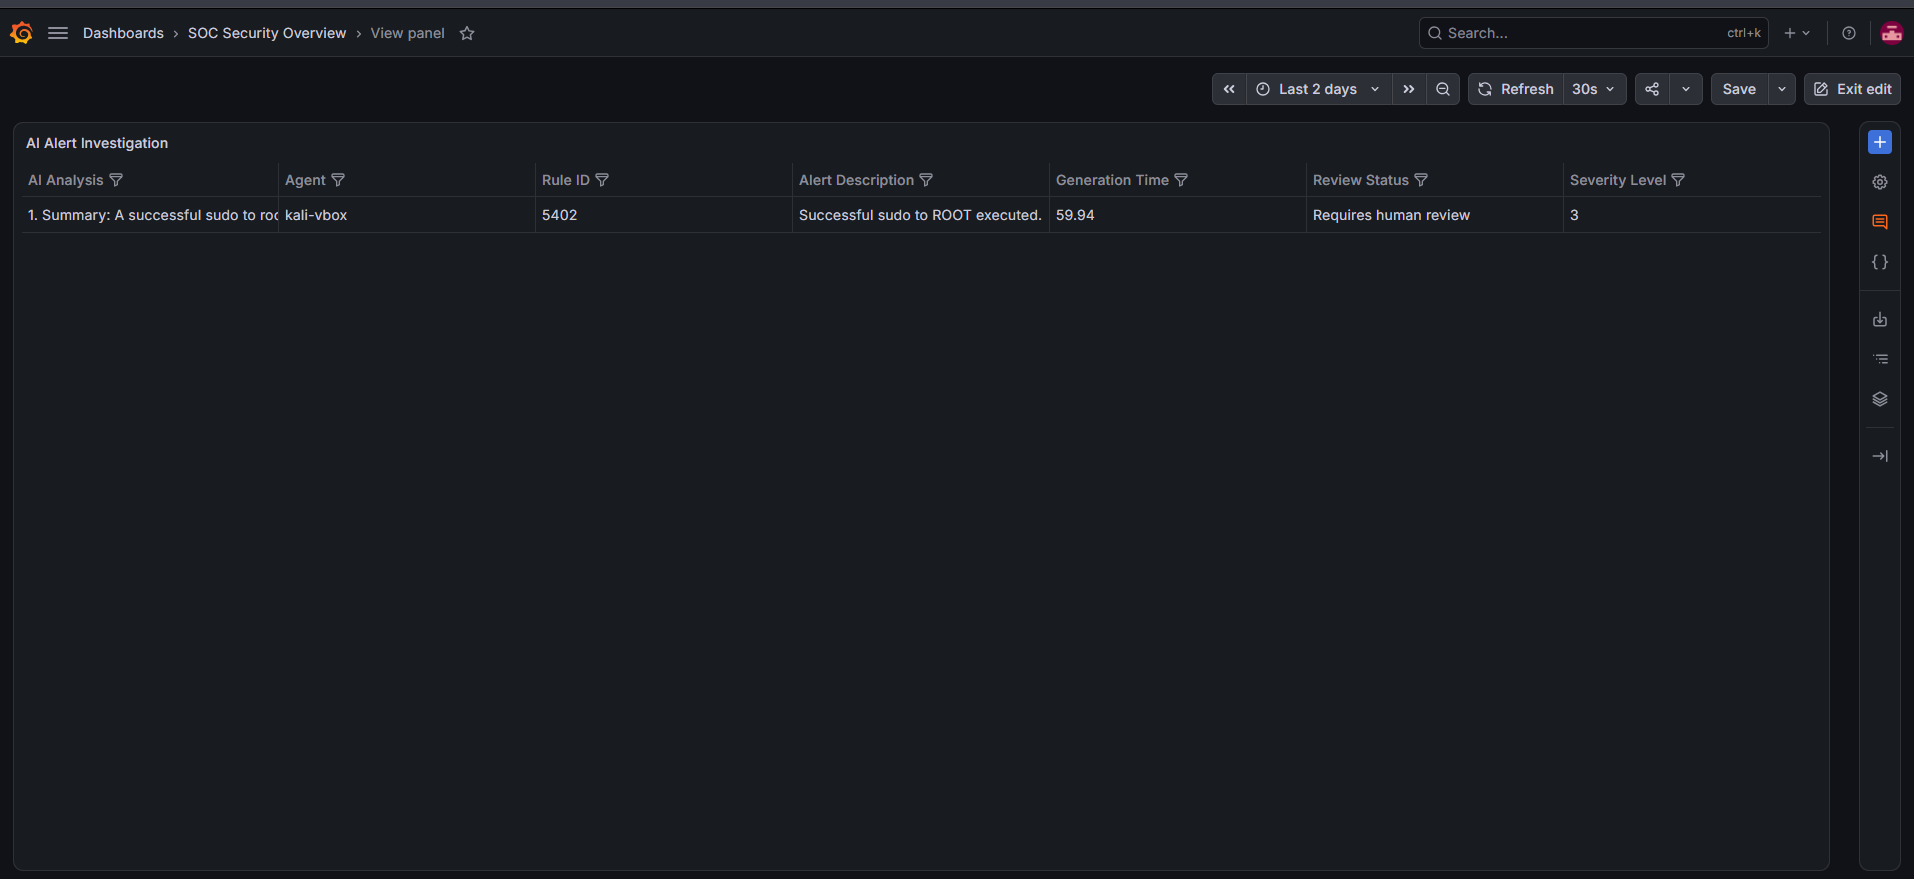 Dashboards › SOC Security Overview › View panel
Search... ctrl+k
Last 2 days Refresh 30s Save Exit edit
AI Alert Investigation
AI Analysis Agent Rule ID Alert Description Generation Time Review Status Severity Level
1. Summary: A successful sudo to roo kali-vbox 5402 Successful sudo to ROOT executed. 59.94 Requires human review 3